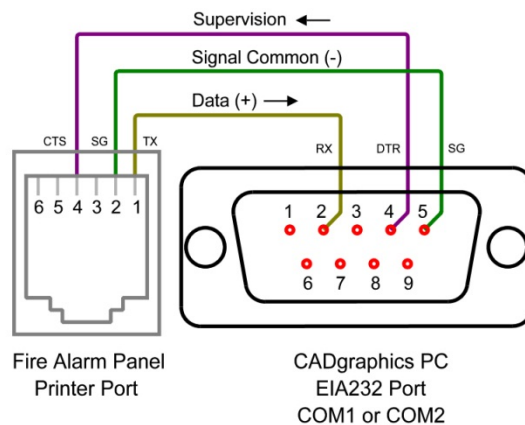 Supervision
Signal Common (-)
Data (+)
CTS SG TX
RX DTR SG
6 5 4 3 2 1
1 2 3 4 5
6 7 8 9
Fire Alarm Panel
Printer Port
CADgraphics PC
EIA232 Port
COM1 or COM2